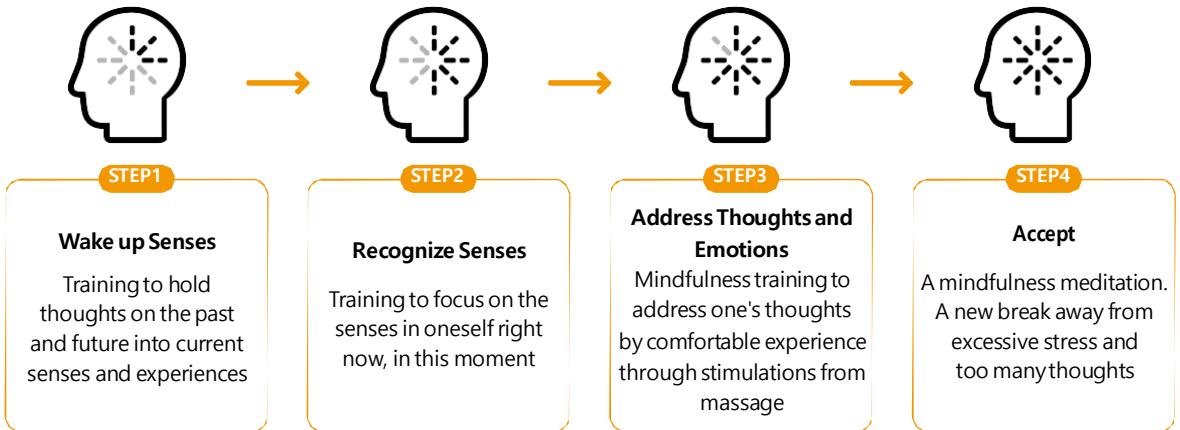 STEP1
Wake up Senses
Training to hold
thoughts on the past
and future into current
senses and experiences
STEP2
Recognize Senses
Training to focus on the
senses in oneself right
now, in this moment
STEP3
Address Thoughts and
Emotions
Mindfulness training to
address one's thoughts
by comfortable experience
through stimulations from
massage
STEP4
Accept
A mindfulness meditation.
A new break away from
excessive stress and
too many thoughts